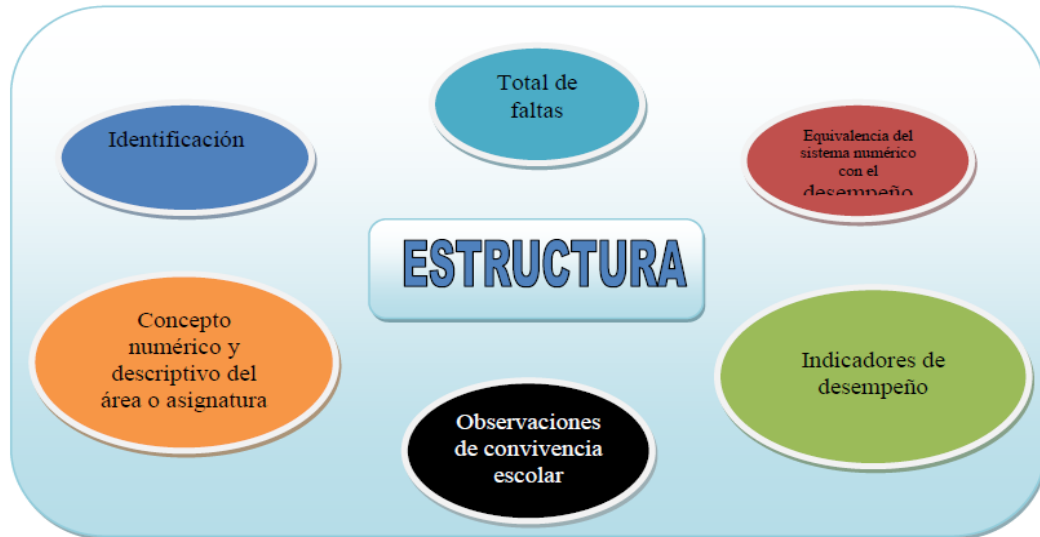 Total de
faltas
Identificación
Equivalencia del
sistema numérico
con el
desempeño
ESTRUCTURA
Concepto
numérico y
descriptivo del
área o asignatura
Indicadores de
desempeño
Observaciones
de convivencia
escolar